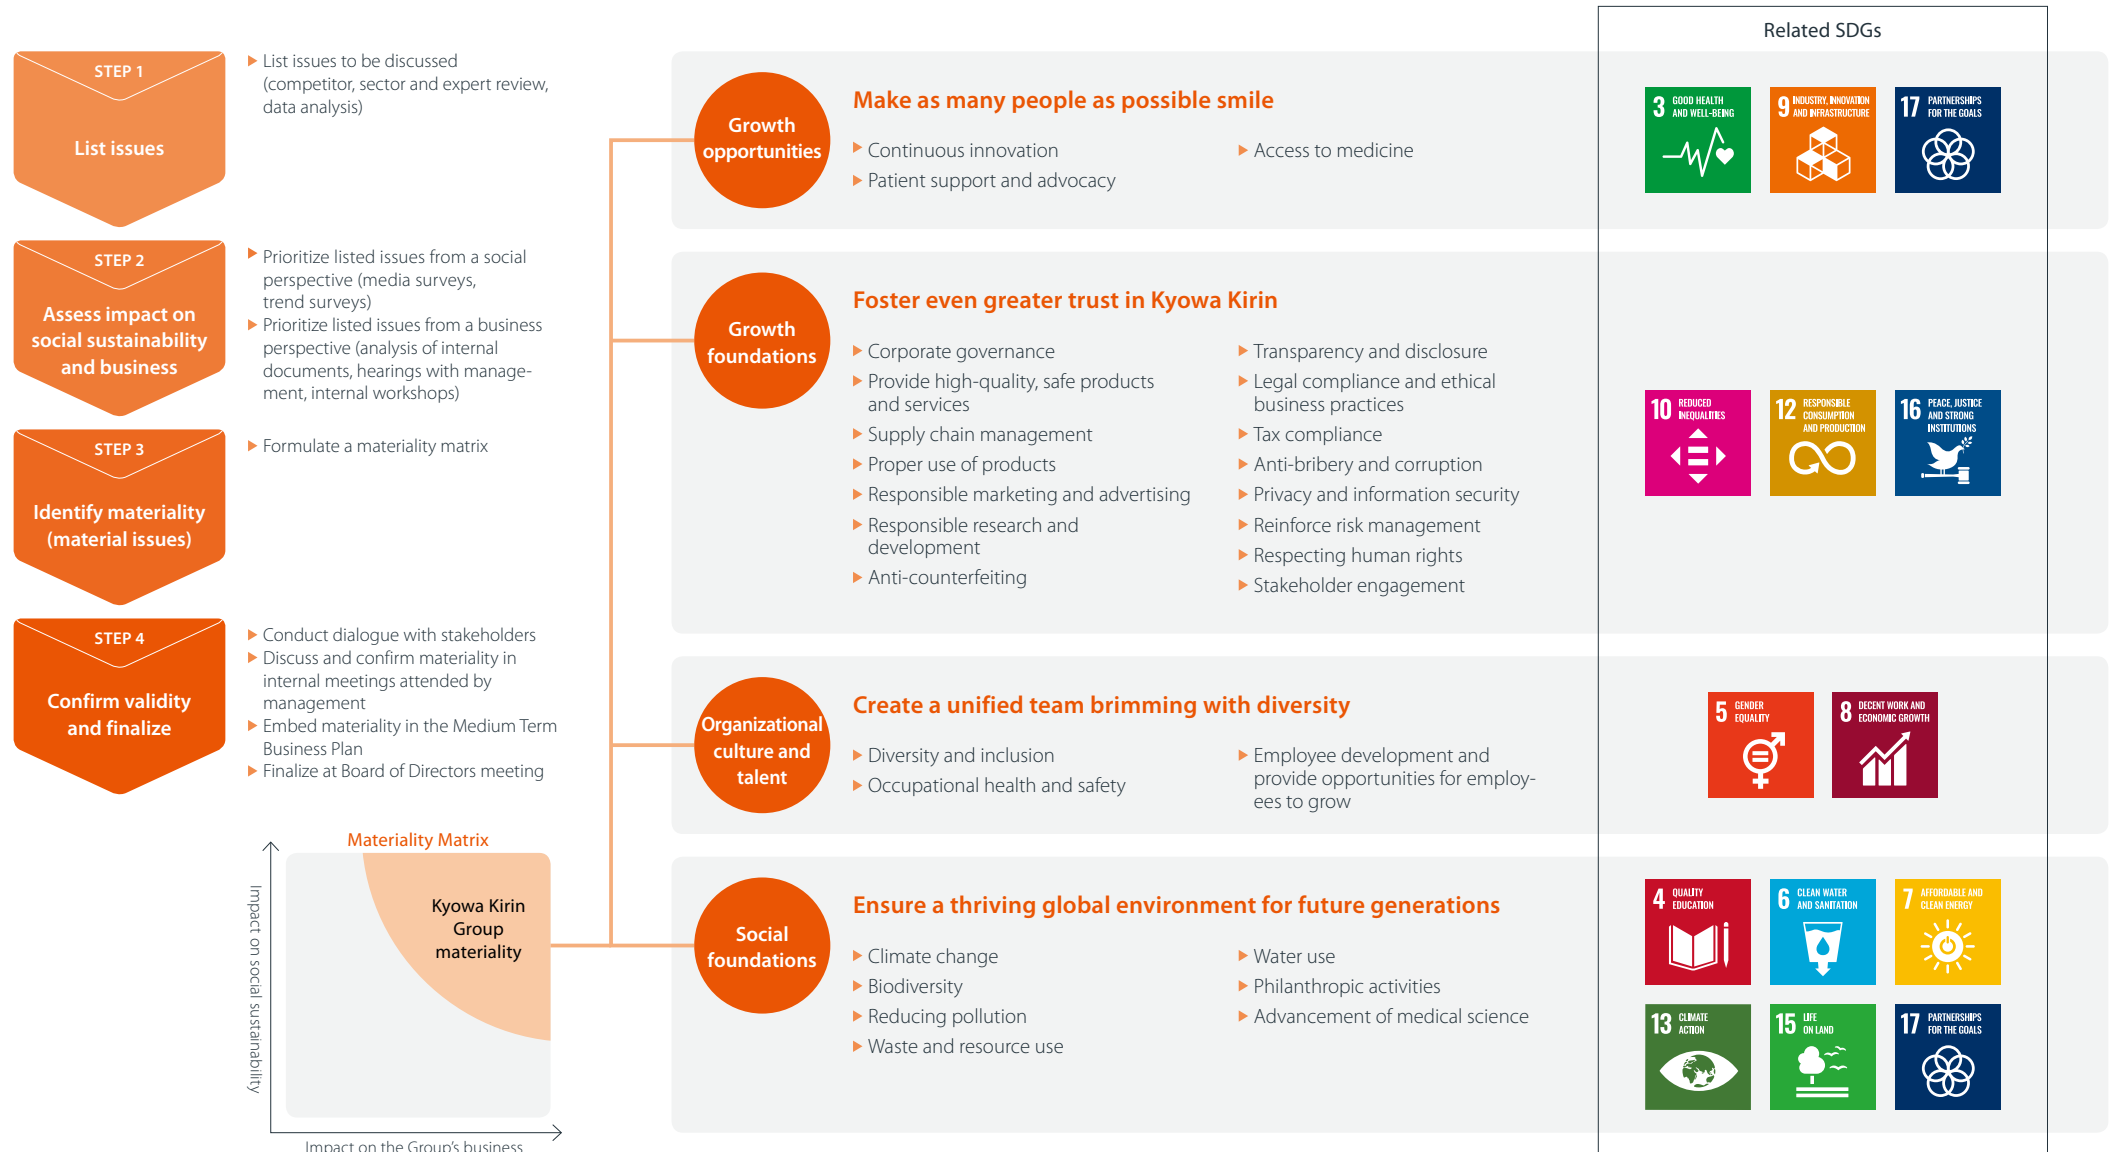 STEP 1
List issues
List issues to be discussed
(competitor, sector and expert review,
data analysis)
STEP 2
Assess impact on
social sustainability
and business
Prioritize listed issues from a social
perspective (media surveys,
trend surveys)
Prioritize listed issues from a business
perspective (analysis of internal
documents, hearings with manage-
ment, internal workshops)
STEP 3
Identify materiality
(material issues)
Formulate a materiality matrix
STEP 4
Confirm validity
and finalize
Conduct dialogue with stakeholders
Discuss and confirm materiality in
internal meetings attended by
management
Embed materiality in the Medium Term
Business Plan
Finalize at Board of Directors meeting
Materiality Matrix
Impact on social sustainability
Kyowa Kirin
Group
materiality
Impact on the Group's business
Related SDGs
Growth
opportunities
Make as many people as possible smile
Continuous innovation
Patient support and advocacy
Access to medicine
3 GOOD HEALTH
AND WELL-BEING
9 INDUSTRY, INNOVATION
AND INFRASTRUCTURE
17 PARTNERSHIPS
FOR THE GOALS
Growth
foundations
Foster even greater trust in Kyowa Kirin
Corporate governance
Provide high-quality, safe products
and services
Supply chain management
Proper use of products
Responsible marketing and advertising
Responsible research and
development
Anti-counterfeiting
Transparency and disclosure
Legal compliance and ethical
business practices
Tax compliance
Anti-bribery and corruption
Privacy and information security
Reinforce risk management
Respecting human rights
Stakeholder engagement
10 REDUCED
INEQUALITIES
12 RESPONSIBLE
CONSUMPTION
AND PRODUCTION
16 PEACE, JUSTICE
AND STRONG
INSTITUTIONS
Organizational
culture and
talent
Create a unified team brimming with diversity
Diversity and inclusion
Occupational health and safety
Employee development and
provide opportunities for employ-
ees to grow
5 GENDER
EQUALITY
8 DECENT WORK AND
ECONOMIC GROWTH
Social
foundations
Ensure a thriving global environment for future generations
Climate change
Biodiversity
Reducing pollution
Waste and resource use
Water use
Philanthropic activities
Advancement of medical science
4 QUALITY
EDUCATION
6 CLEAN WATER
AND SANITATION
7 AFFORDABLE AND
CLEAN ENERGY
13 CLIMATE
ACTION
15 LIFE
ON LAND
17 PARTNERSHIPS
FOR THE GOALS